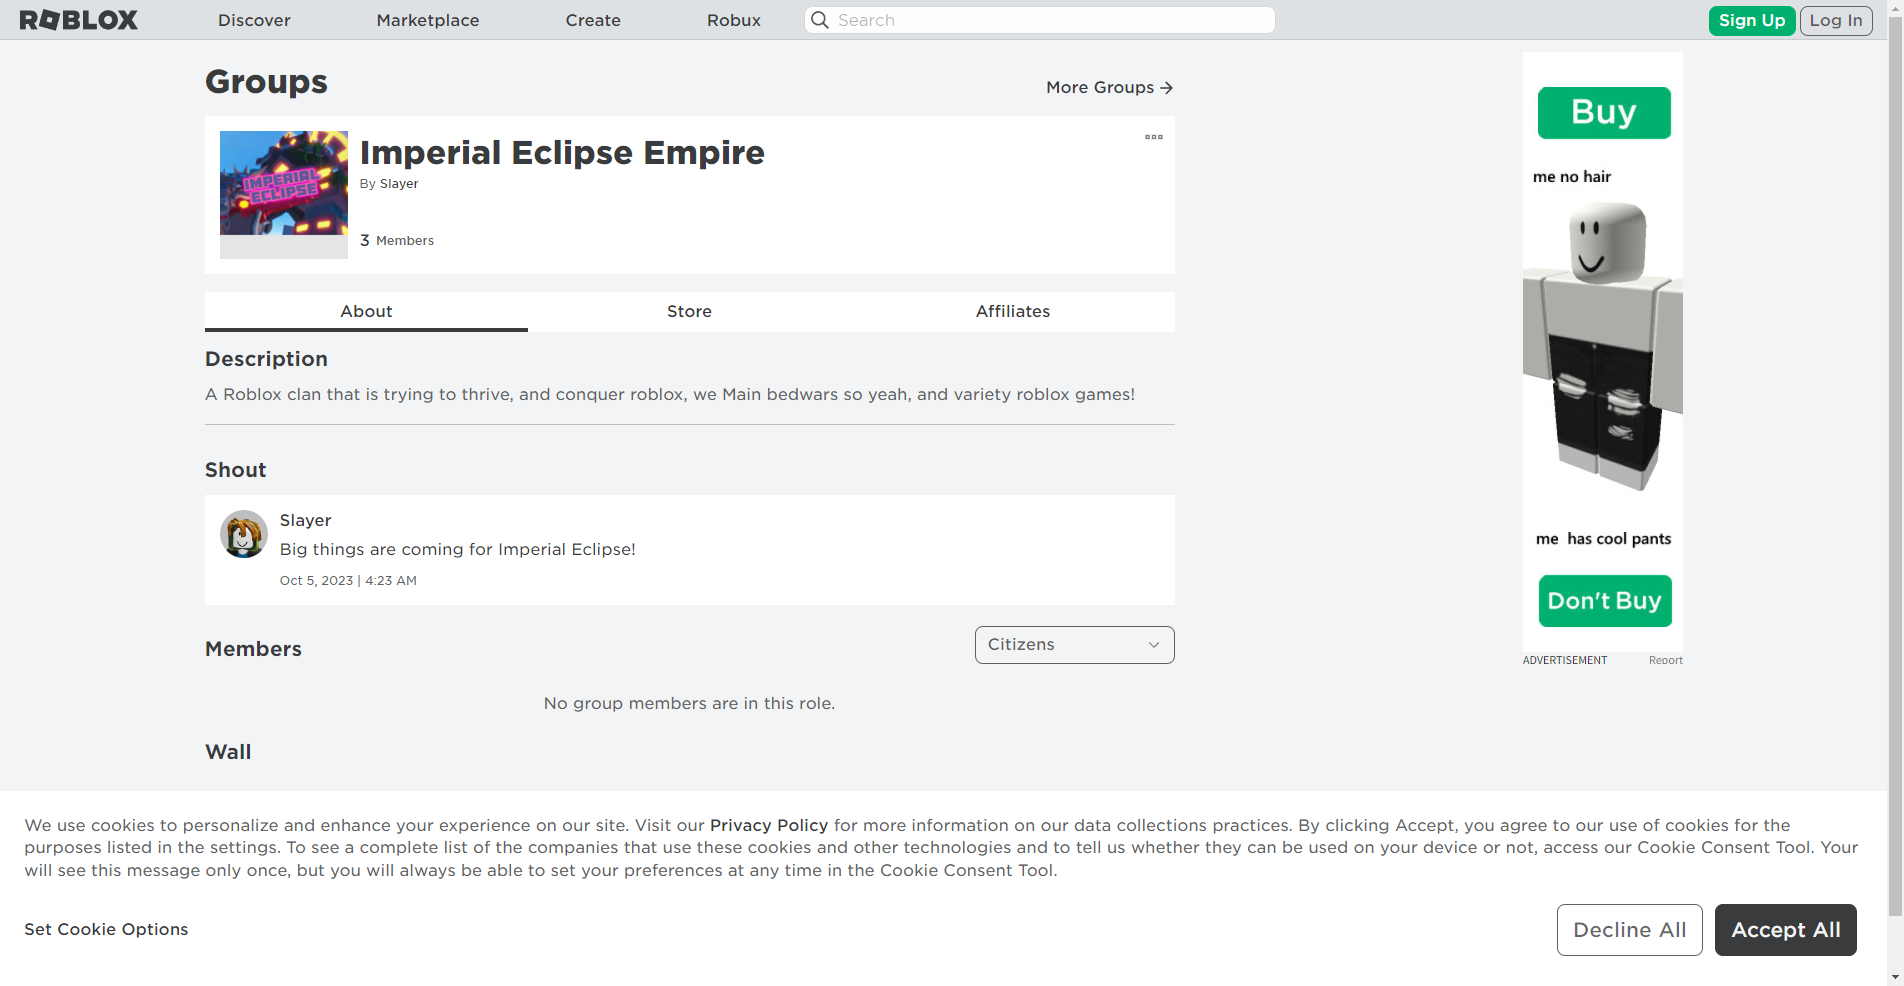 ROBLOX
Discover
Marketplace
Create
Robux
Search
Sign Up
Log In
Groups
More Groups
IMPERIAL
ECLIPSE
Imperial Eclipse Empire
By Slayer
3 Members
About
Store
Affiliates
Description
A Roblox clan that is trying to thrive, and conquer roblox, we Main bedwars so yeah, and variety roblox games!
Shout
Slayer
Big things are coming for Imperial Eclipse!
Oct 5, 2023 | 4:23 AM
Members
Citizens
No group members are in this role.
Wall
Buy
me no hair
me has cool pants
Don't Buy
ADVERTISEMENT
Report
We use cookies to personalize and enhance your experience on our site. Visit our Privacy Policy for more information on our data collections practices. By clicking Accept, you agree to our use of cookies for the
purposes listed in the settings. To see a complete list of the companies that use these cookies and other technologies and to tell us whether they can be used on your device or not, access our Cookie Consent Tool. Your
will see this message only once, but you will always be able to set your preferences at any time in the Cookie Consent Tool.
Set Cookie Options
Decline All
Accept All